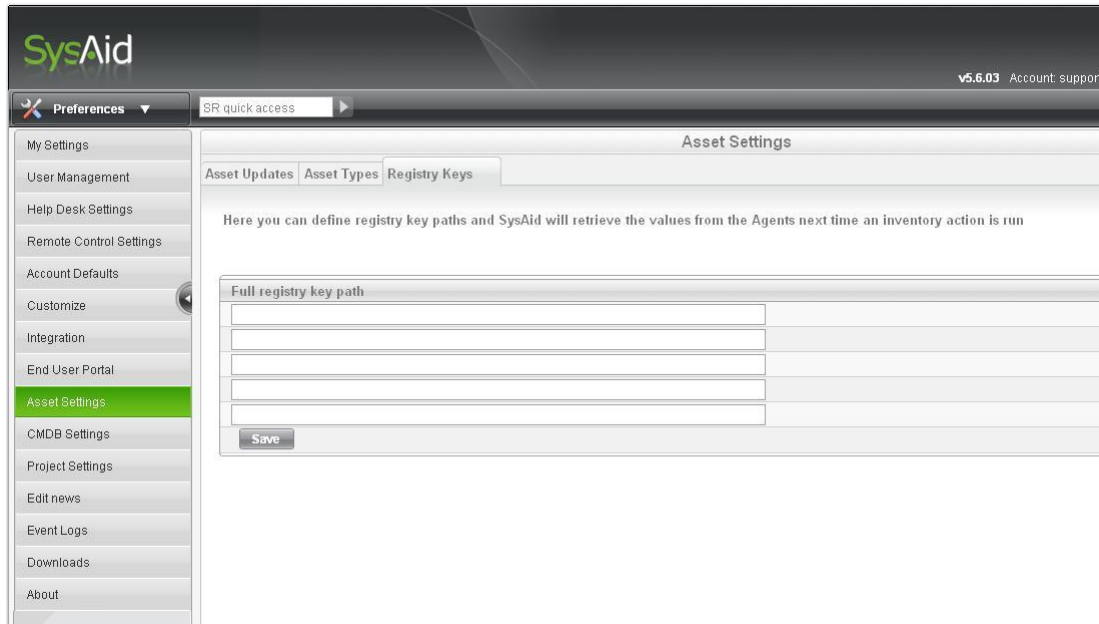 SysAid
v5.6.03 Account: suppor
Preferences
SR quick access
My Settings
User Management
Help Desk Settings
Remote Control Settings
Account Defaults
Customize
Integration
End User Portal
Asset Settings
CMDB Settings
Project Settings
Edit news
Event Logs
Downloads
About
Asset Settings
Asset Updates Asset Types Registry Keys
Here you can define registry key paths and SysAid will retrieve the values from the Agents next time an inventory action is run
Full registry key path
Save